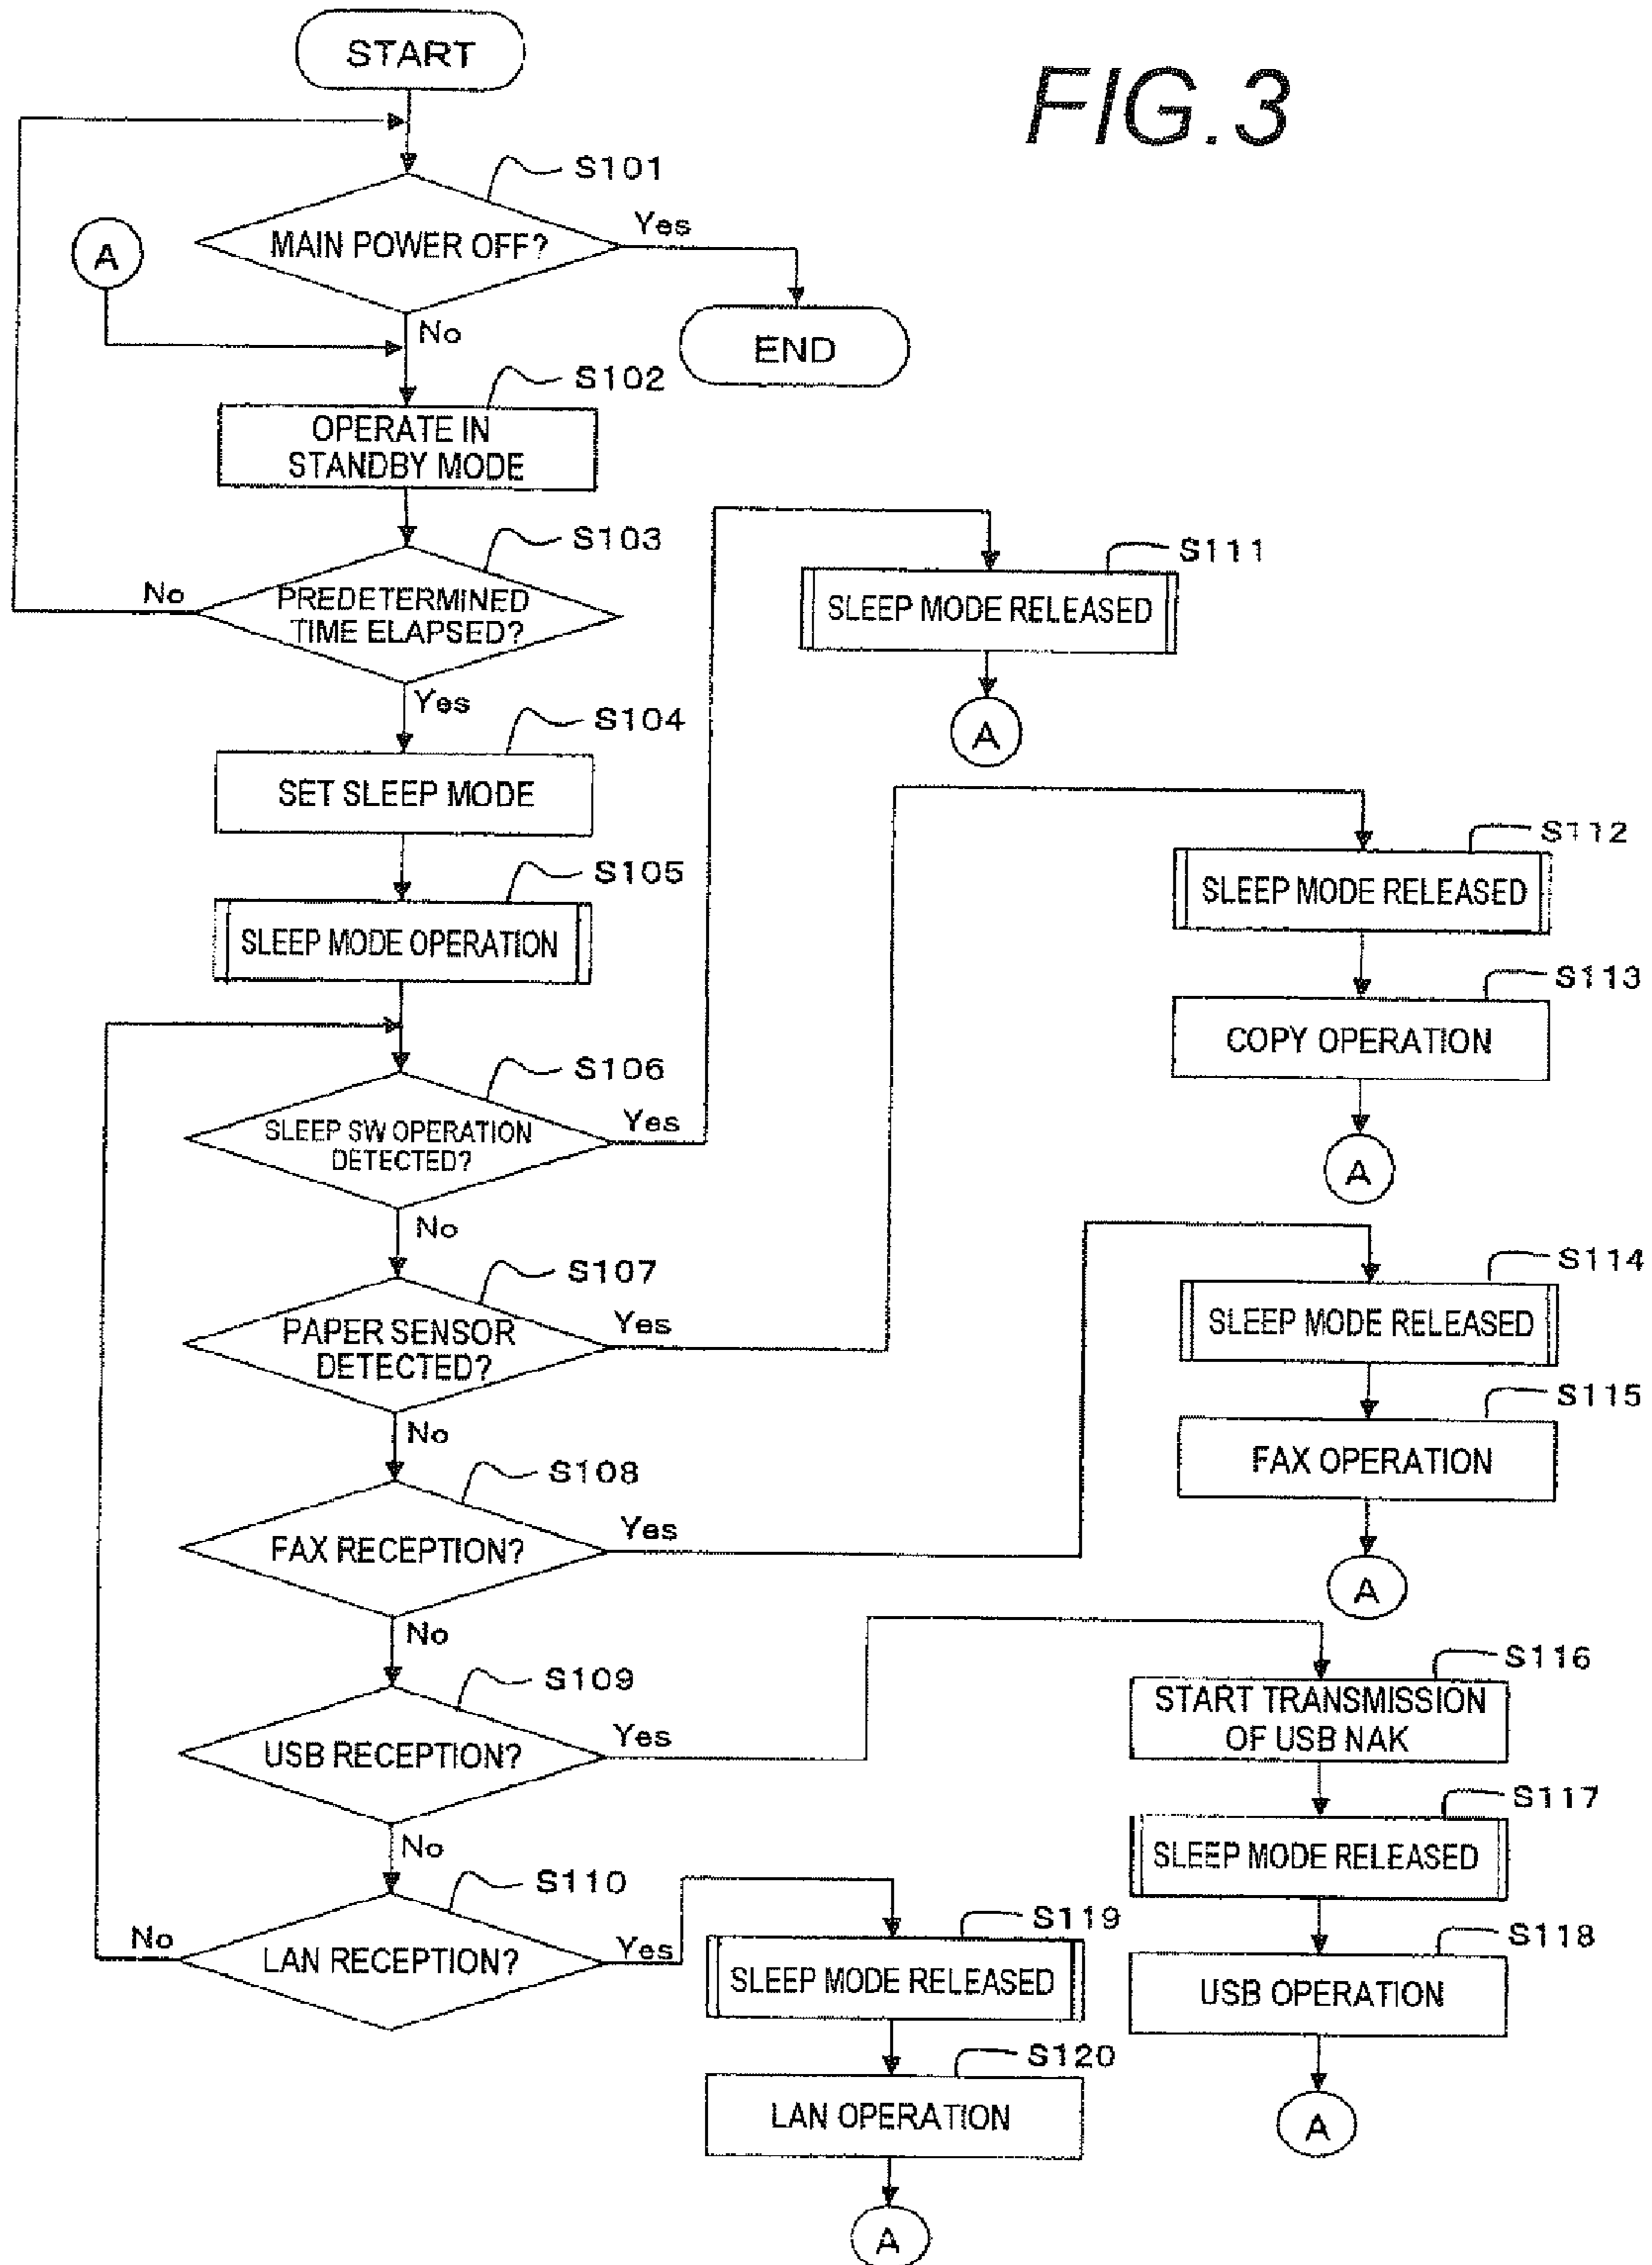 START
FIG.3
S101
MAIN POWER OFF?
Yes
A
No
END
S102
OPERATE IN
STANDBY MODE
S103
No
PREDETERMINED
TIME ELAPSED?
Yes
S111
SLEEP MODE RELEASED
A
S104
SET SLEEP MODE
S112
SLEEP MODE RELEASED
S105
SLEEP MODE OPERATION
S113
COPY OPERATION
A
S106
SLEEP SW OPERATION
DETECTED?
Yes
No
S107
PAPER SENSOR
DETECTED?
Yes
No
S114
SLEEP MODE RELEASED
S115
FAX OPERATION
A
S108
FAX RECEPTION?
Yes
No
S109
USB RECEPTION?
Yes
No
S116
START TRANSMISSION
OF USB NAK
S117
SLEEP MODE RELEASED
S118
USB OPERATION
A
S110
LAN RECEPTION?
No
Yes
S119
SLEEP MODE RELEASED
S120
LAN OPERATION
A